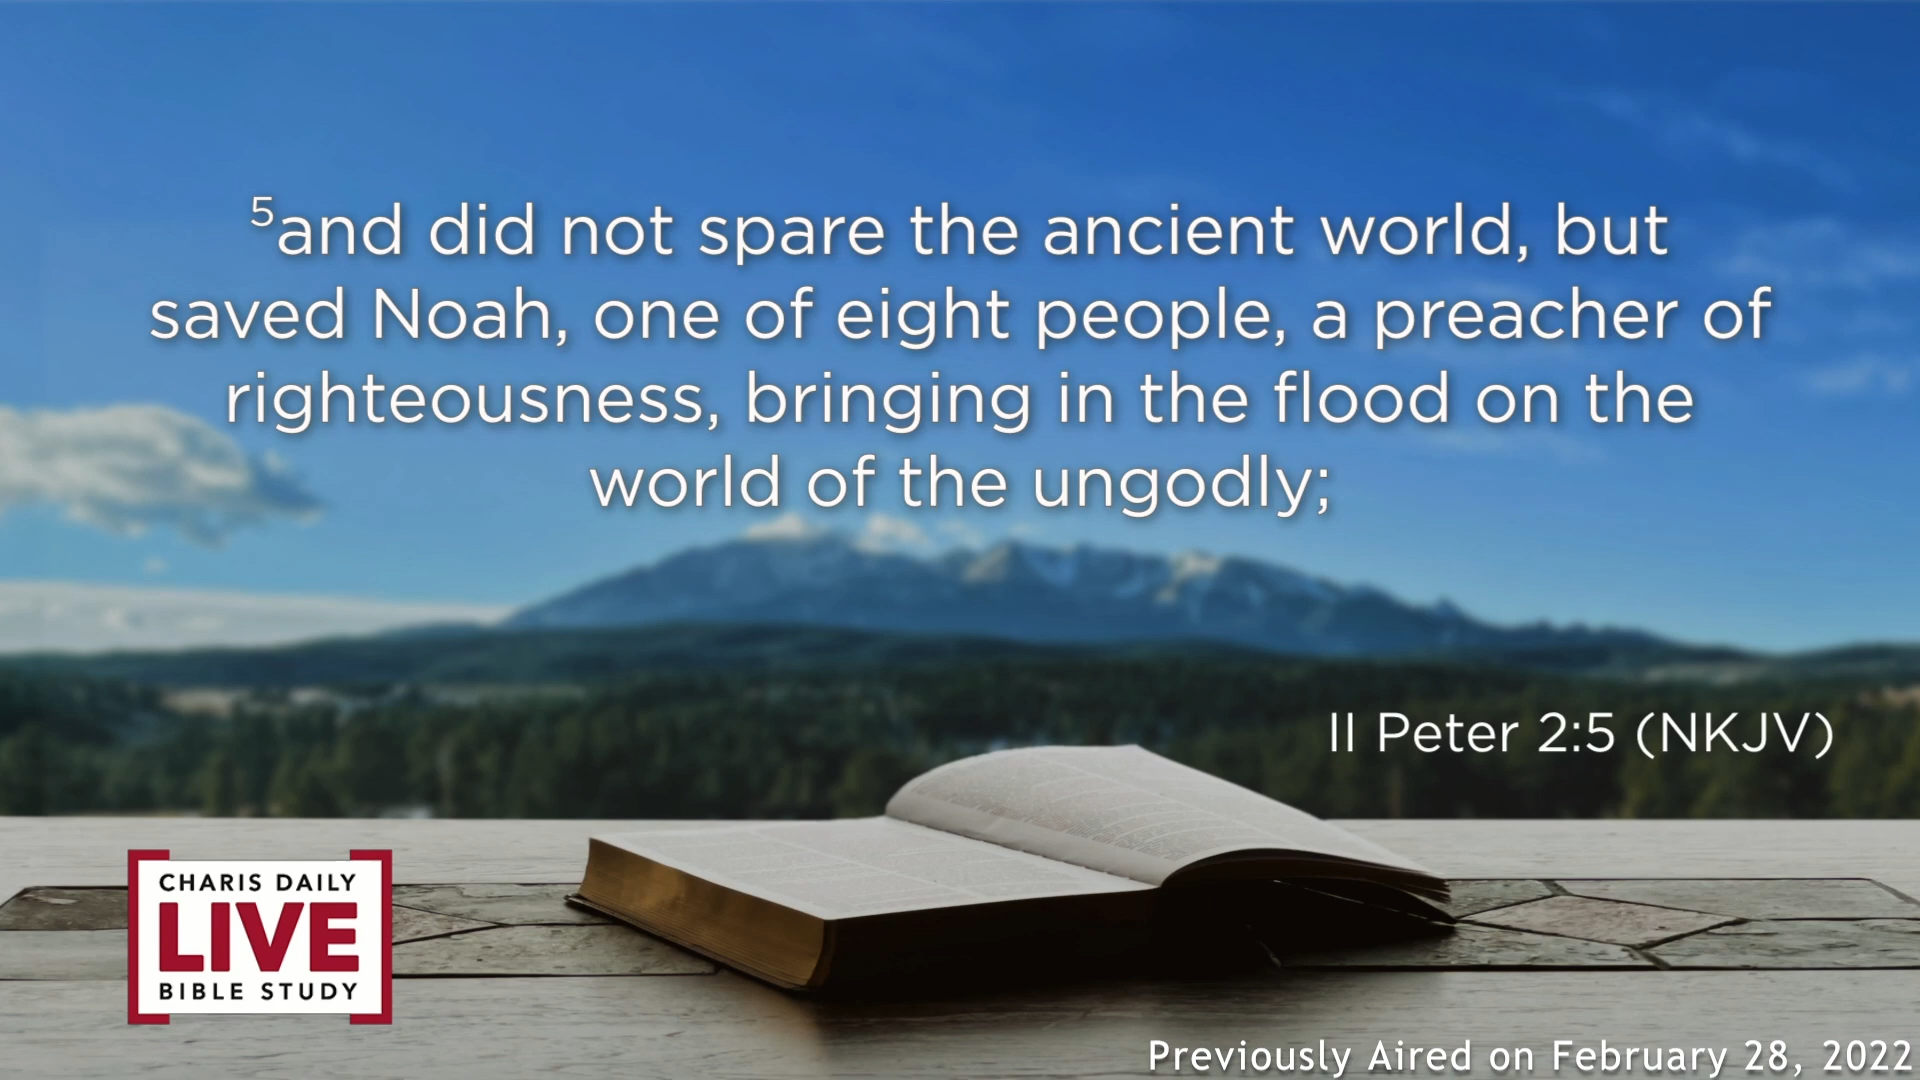 ⁵and did not spare the ancient world, but
saved Noah, one of eight people, a preacher of
righteousness, bringing in the flood on the
world of the ungodly;
II Peter 2:5 (NKJV)
CHARIS DAILY
LIVE
BIBLE STUDY
Previously Aired on February 28, 2022